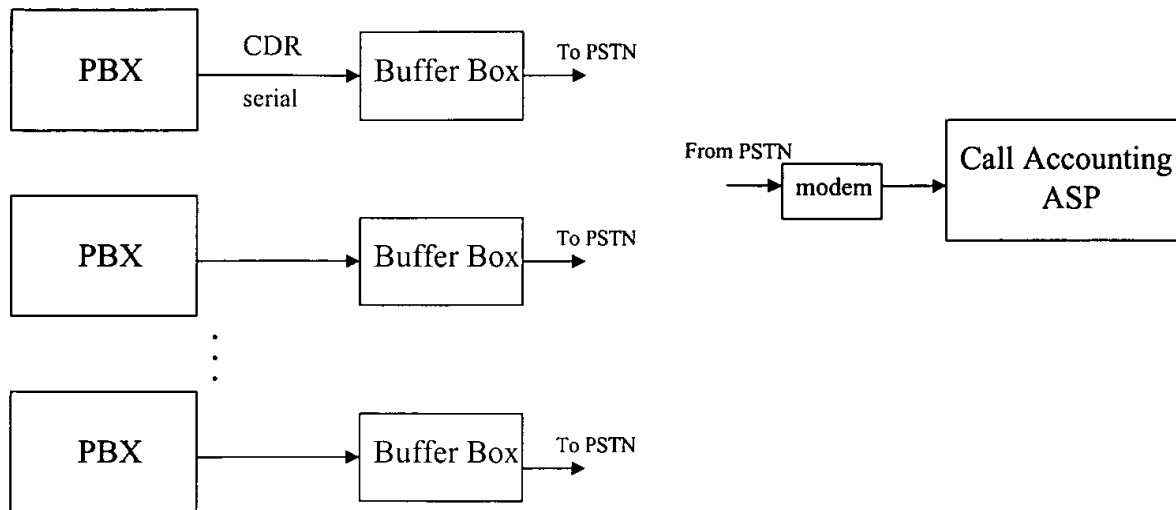 PBX
CDR
serial
Buffer Box
To PSTN
From PSTN
modem
Call Accounting
ASP
PBX
Buffer Box
To PSTN
PBX
Buffer Box
To PSTN